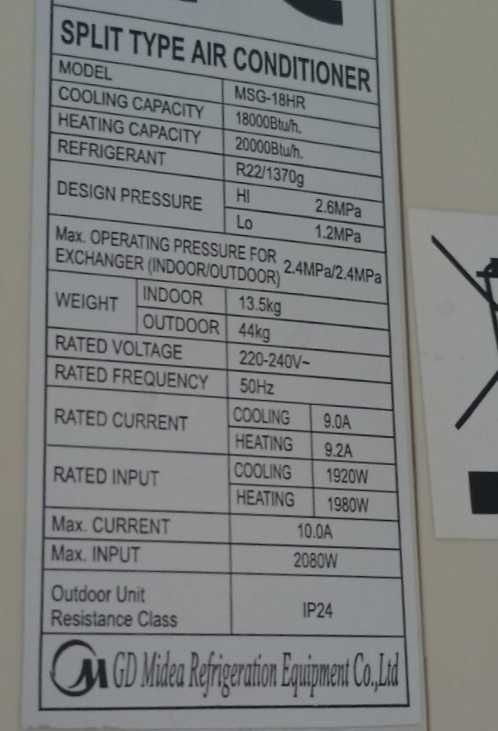 SPLIT TYPE AIR CONDITIONER
MODEL MSG-18HR
COOLING CAPACITY 18000Btu/h.
HEATING CAPACITY 20000Btu/h.
REFRIGERANT R22/1370g
DESIGN PRESSURE HI 2.6MPa
Lo 1.2MPa
Max. OPERATING PRESSURE FOR
EXCHANGER (INDOOR/OUTDOOR) 2.4MPa/2.4MPa
WEIGHT INDOOR 13.5kg
OUTDOOR 44kg
RATED VOLTAGE 220-240V~
RATED FREQUENCY 50Hz
RATED CURRENT COOLING 9.0A
HEATING 9.2A
RATED INPUT COOLING 1920W
HEATING 1980W
Max. CURRENT 10.0A
Max. INPUT 2080W
Outdoor Unit
Resistance Class IP24
GD Midea Refrigeration Equipment Co.,Ltd